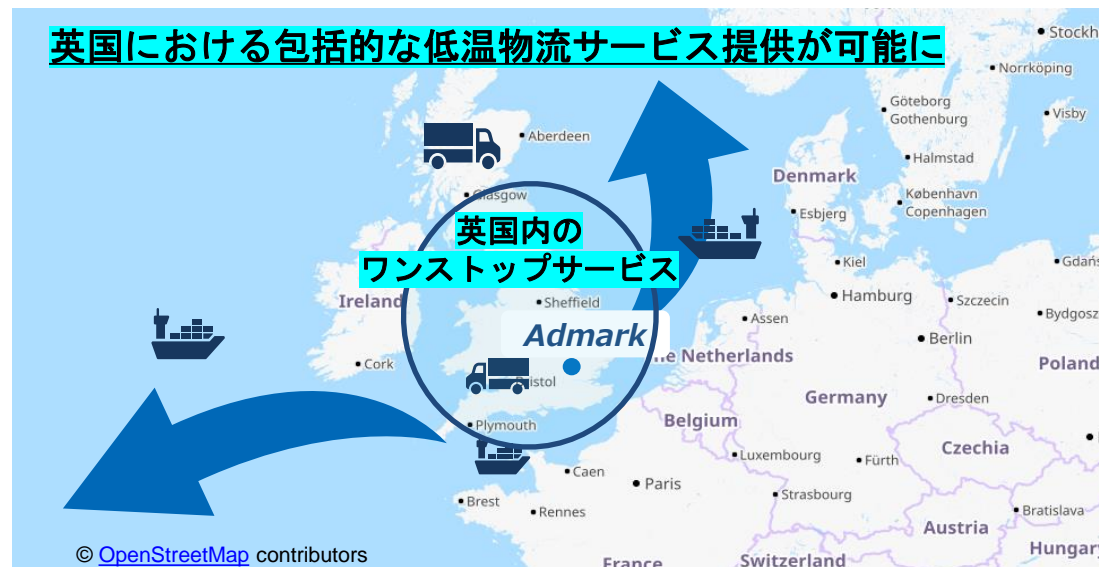 英国における包括的な低温物流サービス提供が可能に
Stockh
Norrköping
Göteborg
Gothenburg
Visby
Aberdeen
Halmstad
Denmark
København
Copenhagen
Glasgow
Esbjerg
英国内の
ワンストップサービス
Kiel
Gdańs
Ireland
Sheffield
Hamburg
Szczecin
Assen
Bydgosz
Admark
Berlin
he Netherlands
Cork
Poland
Bristol
Germany
Dresden
Plymouth
Belgium
Czechia
Luxembourg
Fürth
Caen
Paris
Strasbourg
Brest
Rennes
Bratislava
Austria
Hungar
© OpenStreetMap contributors
France
Switzerland